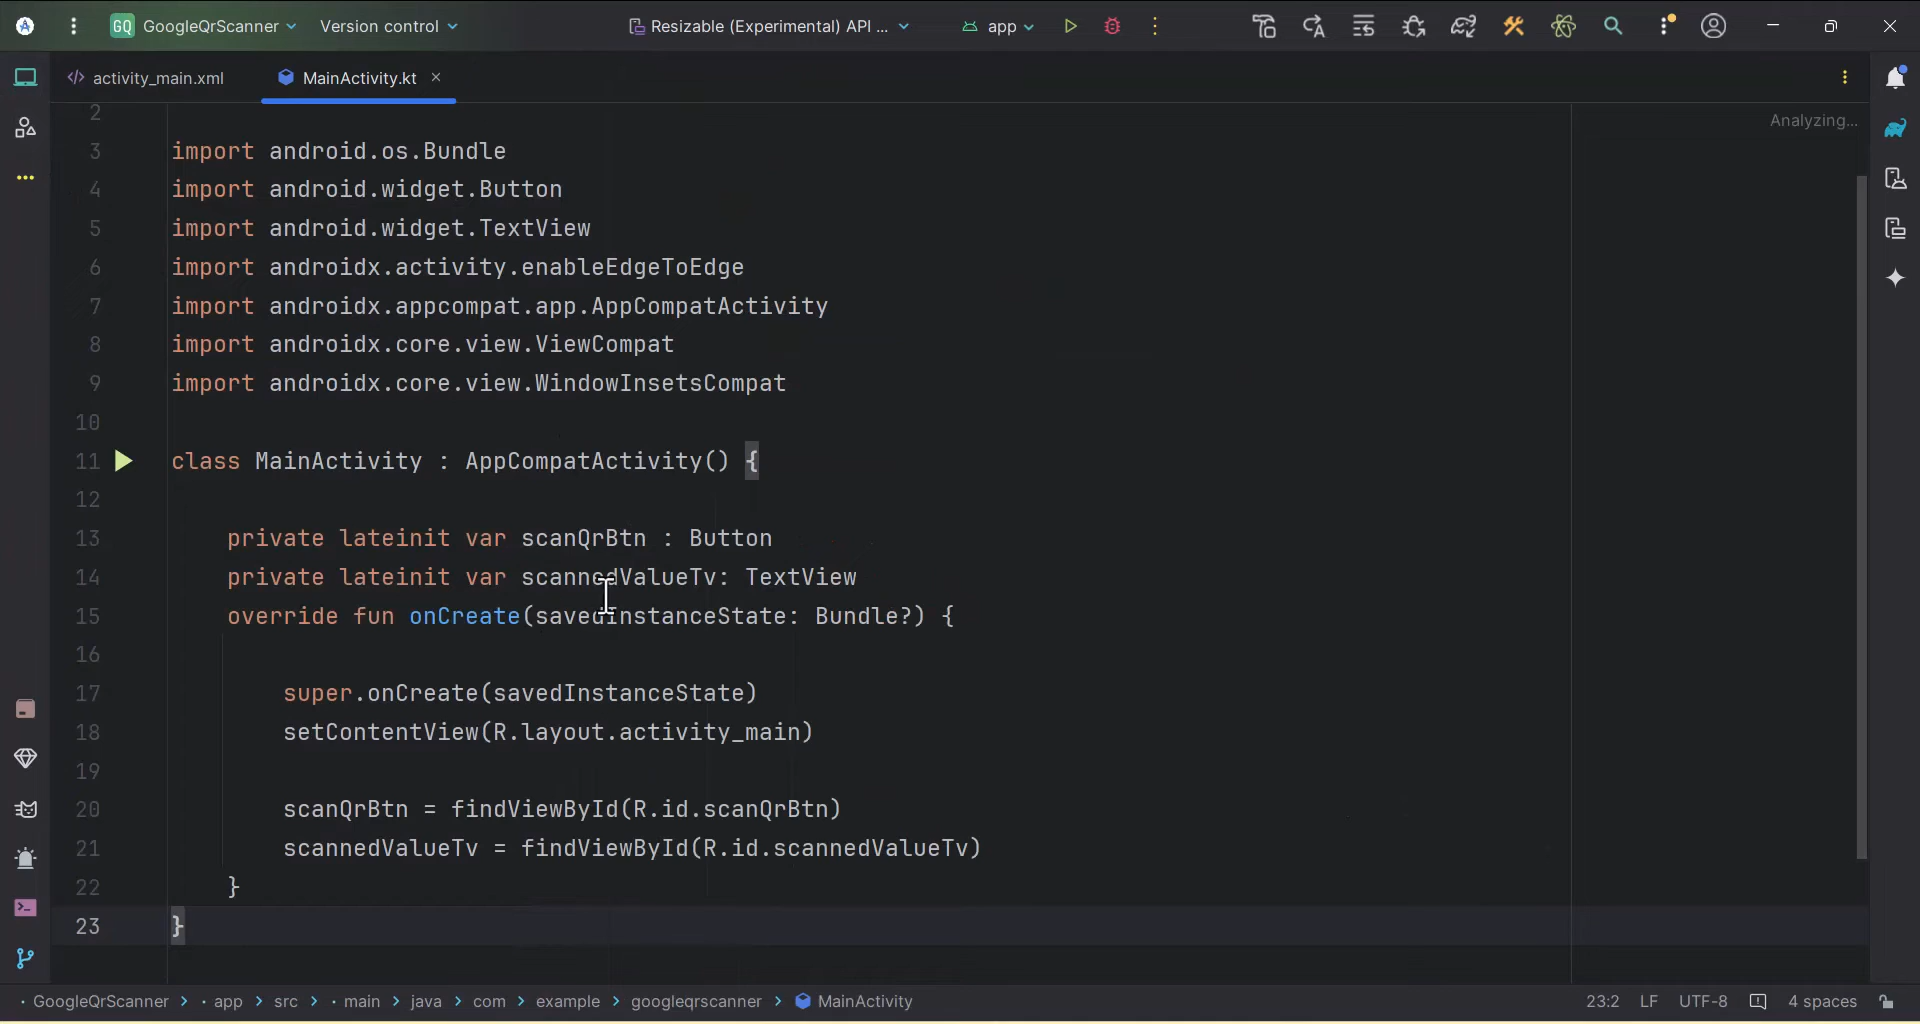 GQ GoogleQrScanner Version control Resizable (Experimental) API ... app
activity_main.xml MainActivity.kt
Analyzing...
2
3 import android.os.Bundle
4 import android.widget.Button
5 import android.widget.TextView
6 import androidx.activity.enableEdgeToEdge
7 import androidx.appcompat.app.AppCompatActivity
8 import androidx.core.view.ViewCompat
9 import androidx.core.view.WindowInsetsCompat
10
11 class MainActivity : AppCompatActivity() {
12
13 private lateinit var scanQrBtn : Button
14 private lateinit var scannedValueTv: TextView
15 override fun onCreate(savedInstanceState: Bundle?) {
16
17 super.onCreate(savedInstanceState)
18 setContentView(R.layout.activity_main)
19
20 scanQrBtn = findViewById(R.id.scanQrBtn)
21 scannedValueTv = findViewById(R.id.scannedValueTv)
22 }
23 }
GoogleQrScanner > app > src > main > java > com > example > googleqrscanner > MainActivity 23:2 LF UTF-8 4 spaces